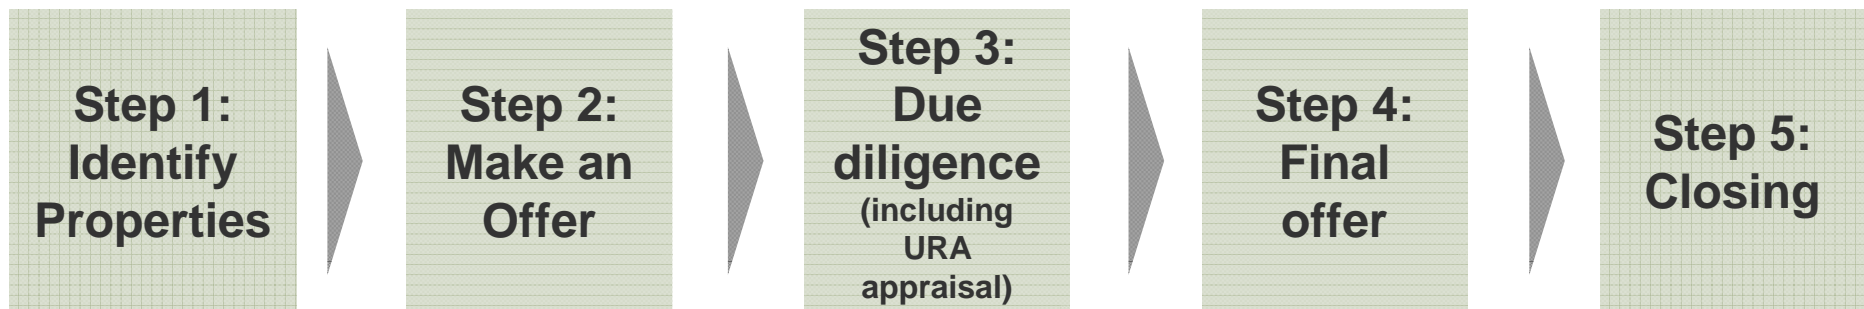 Step 1:
Identify
Properties
Step 2:
Make an
Offer
Step 3:
Due
diligence
(including
URA
appraisal)
Step 4:
Final
offer
Step 5:
Closing